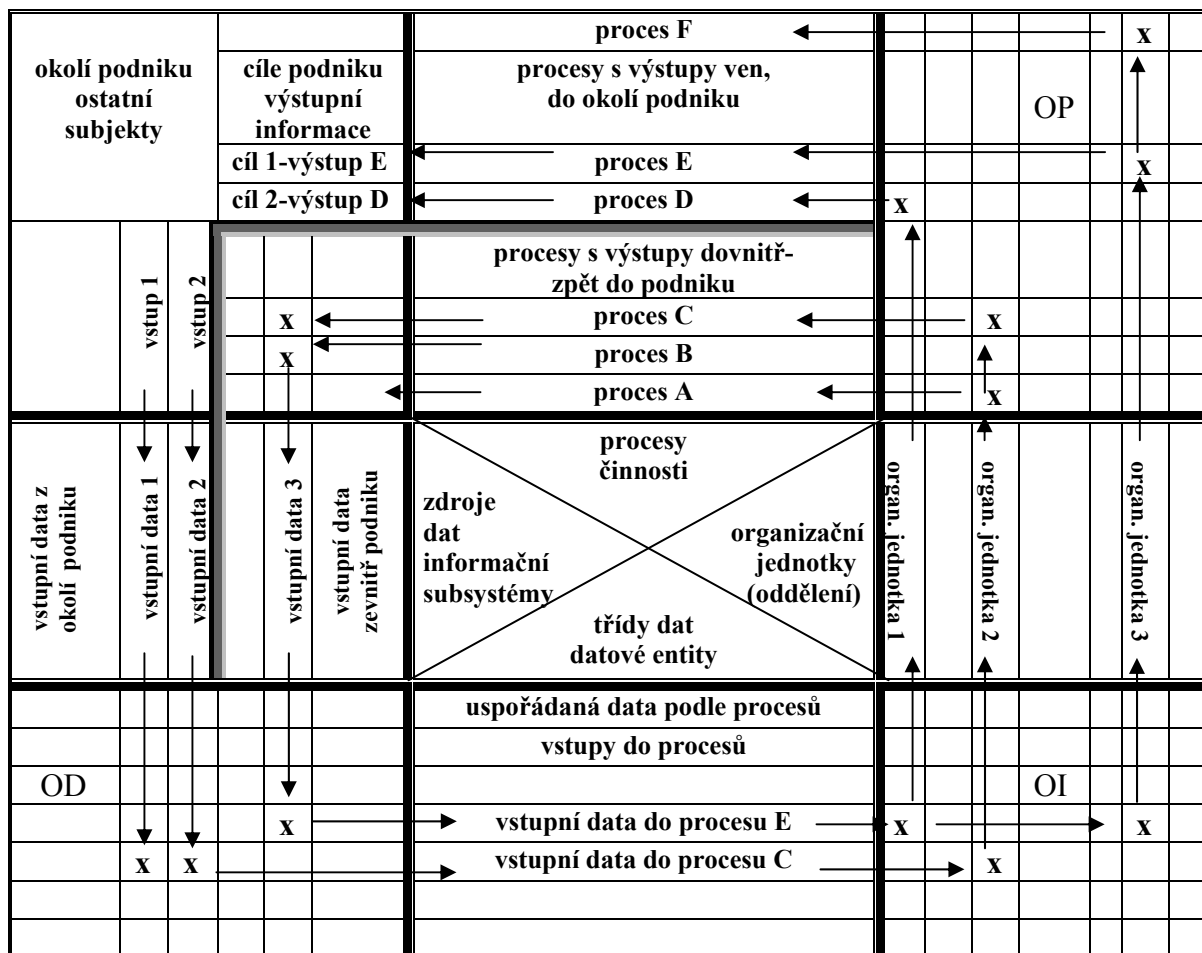 proces F
x
okolí podniku
ostatní
subjekty
cíle podniku
výstupní
informace
procesy s výstupy ven,
do okolí podniku
OP
cíl 1-výstup E
proces E
x
cíl 2-výstup D
proces D
x
vstup 1
vstup 2
procesy s výstupy dovnitř-
zpět do podniku
x
proces C
x
x
proces B
proces A
x
vstupní data z
okolí podniku
vstupní data 1
vstupní data 2
vstupní data 3
vstupní data
zevnitř podniku
procesy
činnosti
zdroje
dat
informační
subsystémy
organizační
jednotky
(oddělení)
třídy dat
datové entity
organ. jednotka 1
organ. jednotka 2
organ. jednotka 3
uspořádaná data podle procesů
vstupy do procesů
OD
OI
x
vstupní data do procesu E
x
x
x
x
vstupní data do procesu C
x